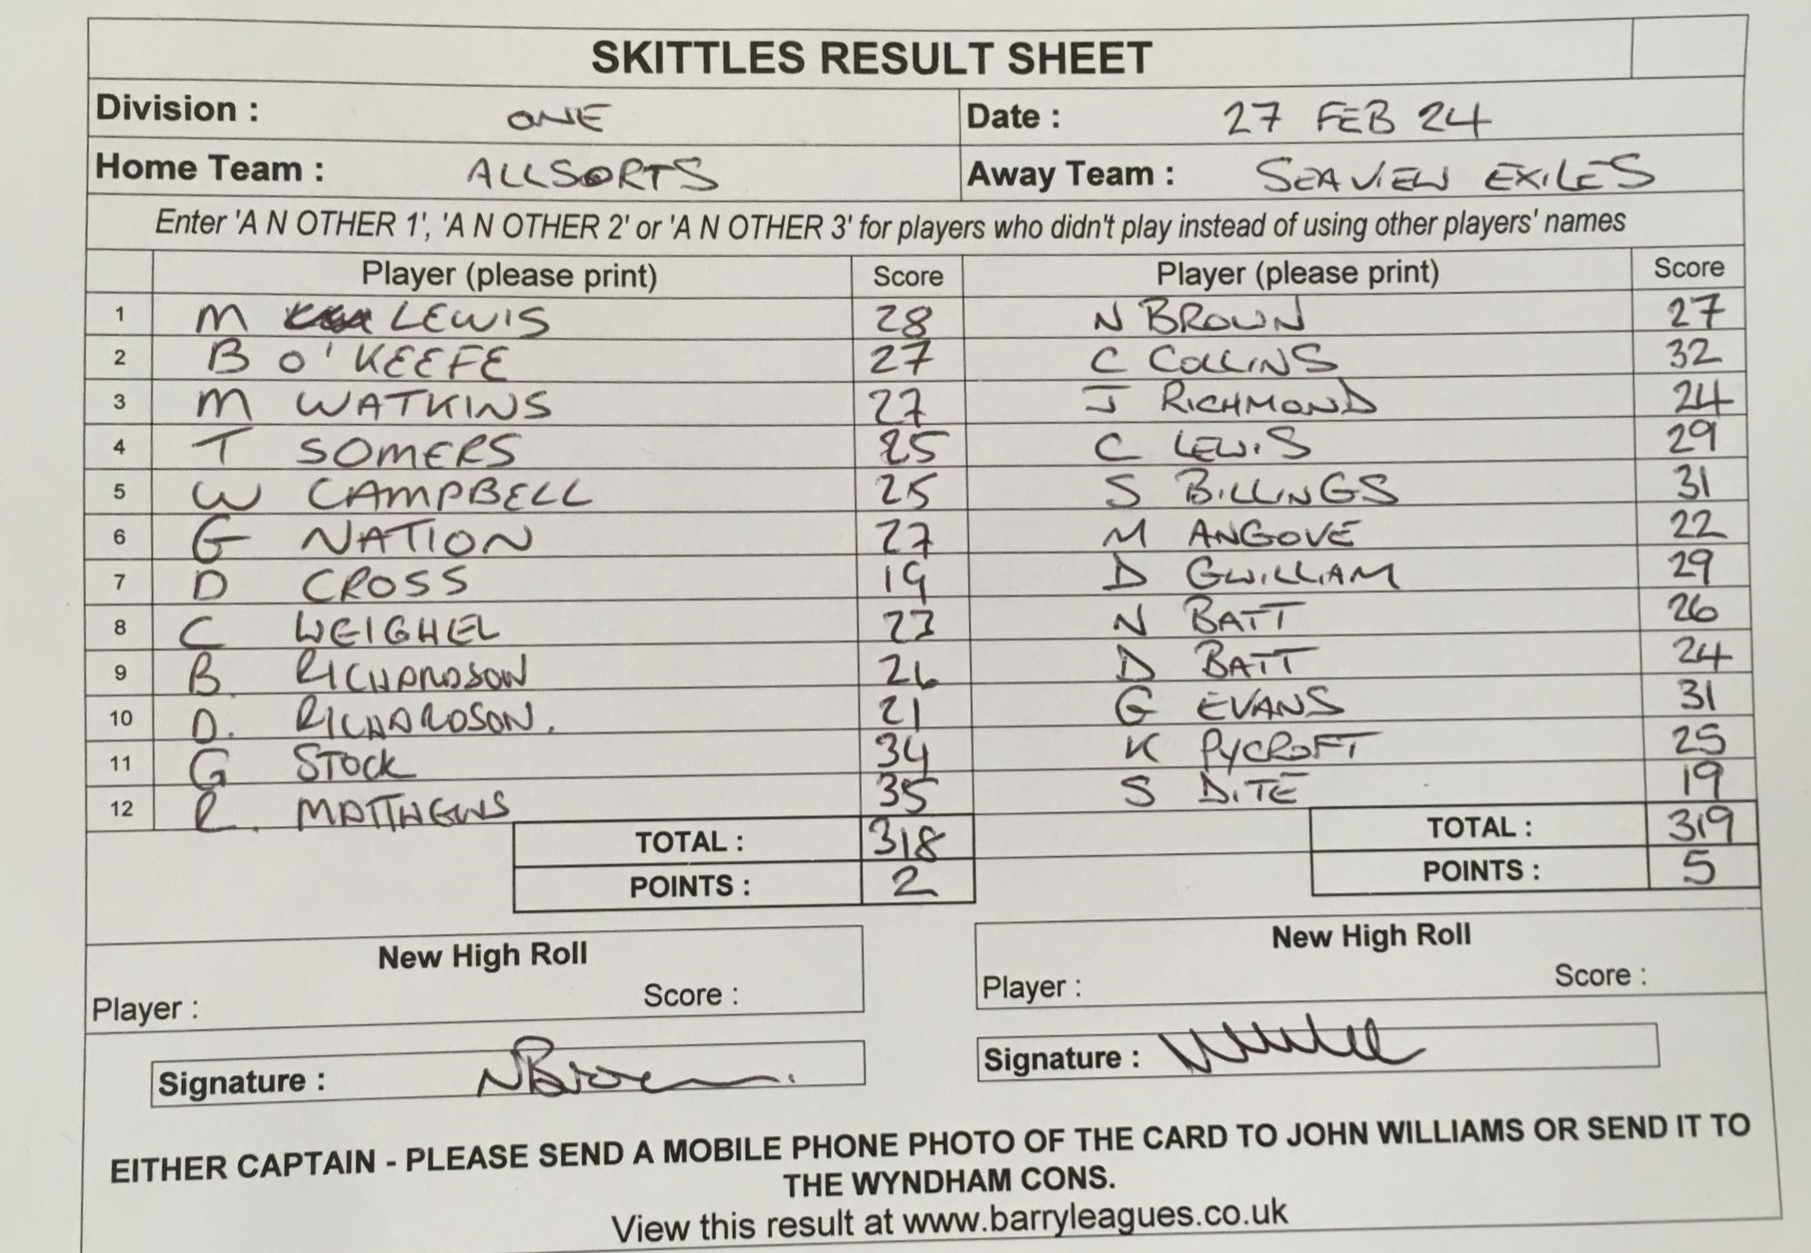 SKITTLES RESULT SHEET
Division : ONE Date : 27 FEB 24
Home Team : ALLSORTS Away Team : SEAVIEW EXILES
Enter 'A N OTHER 1', 'A N OTHER 2' or 'A N OTHER 3' for players who didn't play instead of using other players' names
Player (please print) Score Player (please print) Score
1 M LEWIS 28 N BROWN 27
2 B O'KEEFE 27 C COLLINS 32
3 M WATKINS 27 J RICHMOND 24
4 T SOMERS 25 C LEWIS 29
5 W CAMPBELL 25 S BILLINGS 31
6 G NATION 27 M ANGOVE 22
7 D CROSS 19 D GWILLIAM 29
8 C WEIGHEL 23 N BATT 26
9 B. RICHARDSON 26 D BATT 24
10 D. RICHARDSON. 21 G EVANS 31
11 G STOCK 34 K PYCROFT 25
12 R. MATTHEWS 35 S DITE 19
TOTAL : 318 TOTAL : 319
POINTS : 2 POINTS : 5
New High Roll New High Roll
Player : Score : Player : Score :
Signature : N Brown. Signature :
EITHER CAPTAIN - PLEASE SEND A MOBILE PHONE PHOTO OF THE CARD TO JOHN WILLIAMS OR SEND IT TO
THE WYNDHAM CONS.
View this result at www.barryleagues.co.uk